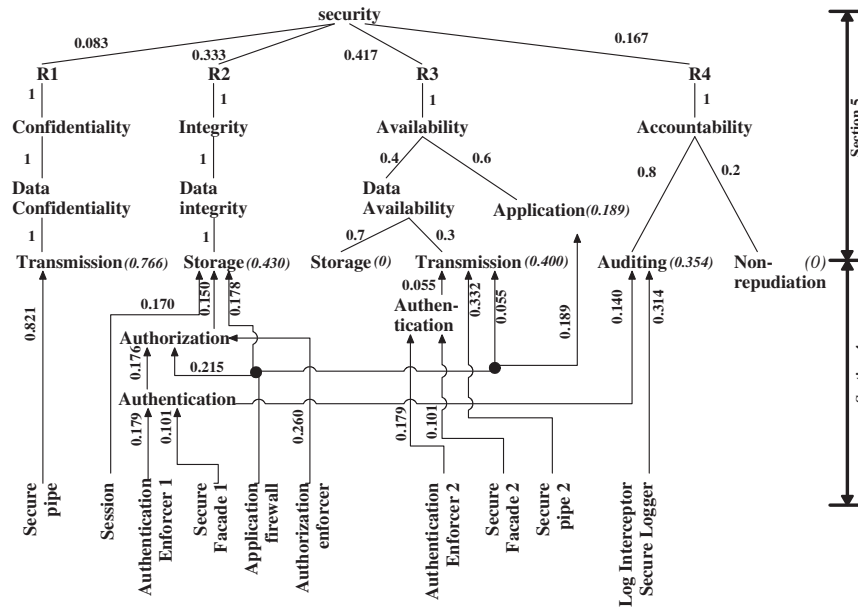 security
0.083
0.333
0.417
0.167
R1
R2
R3
R4
1
1
1
1
Confidentiality
Integrity
Availability
Accountability
1
1
0.4
0.6
0.8
0.2
Data
Confidentiality
Data
integrity
Data
Availability
Application(0.189)
1
1
0.7
0.3
Transmission(0.766)
Storage(0.430)
Storage(0)
Transmission(0.400)
Auditing(0.354)
Non-
repudiation
(0)
0.821
0.170
0.150
0.178
0.055
0.332
0.055
0.189
0.140
0.314
Authen-
tication
Authorization
0.176
0.215
Authentication
0.179
0.101
0.260
0.179
0.101
Secure
pipe
Session
Authentication
Enforcer 1
Secure
Facade 1
Application
firewall
Authorization
enforcer
Authentication
Enforcer 2
Secure
Facade 2
Secure
pipe 2
Log Interceptor
Secure Logger
Section 5